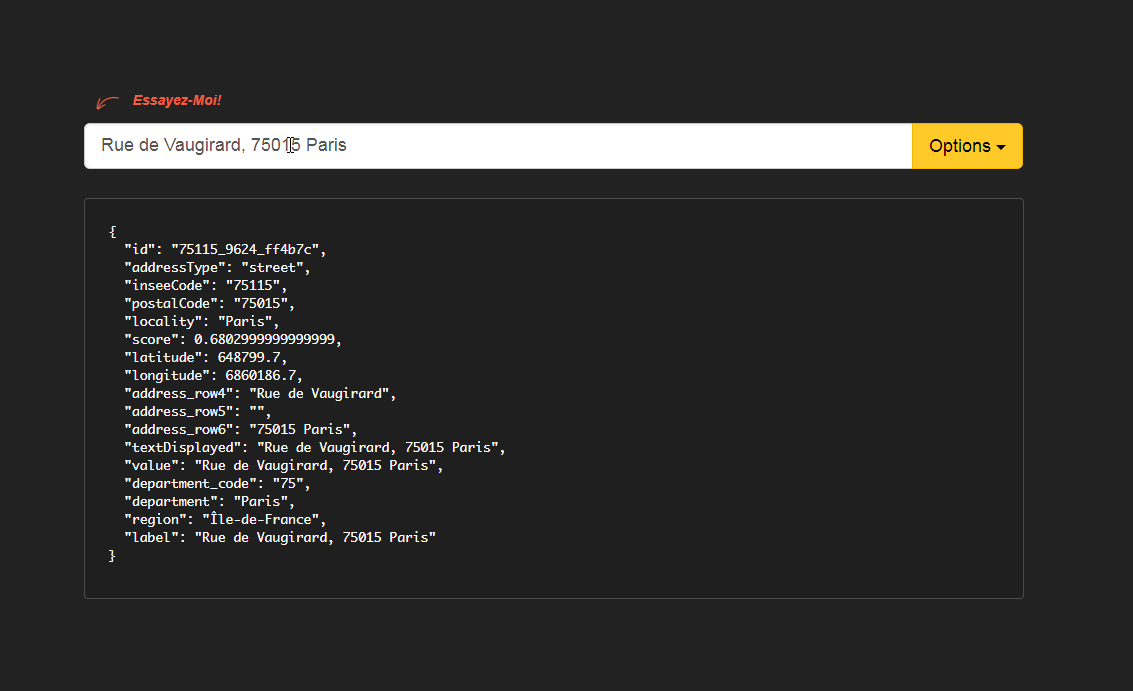 Essayez-Moi!
Rue de Vaugirard, 75015 Paris
Options
{
"id": "75115_9624_ff4b7c",
"addressType": "street",
"inseeCode": "75115",
"postalCode": "75015",
"locality": "Paris",
"score": 0.6802999999999999,
"latitude": 648799.7,
"longitude": 6860186.7,
"address_row4": "Rue de Vaugirard",
"address_row5": "",
"address_row6": "75015 Paris",
"textDisplayed": "Rue de Vaugirard, 75015 Paris",
"value": "Rue de Vaugirard, 75015 Paris",
"department_code": "75",
"department": "Paris",
"region": "Île-de-France",
"label": "Rue de Vaugirard, 75015 Paris"
}